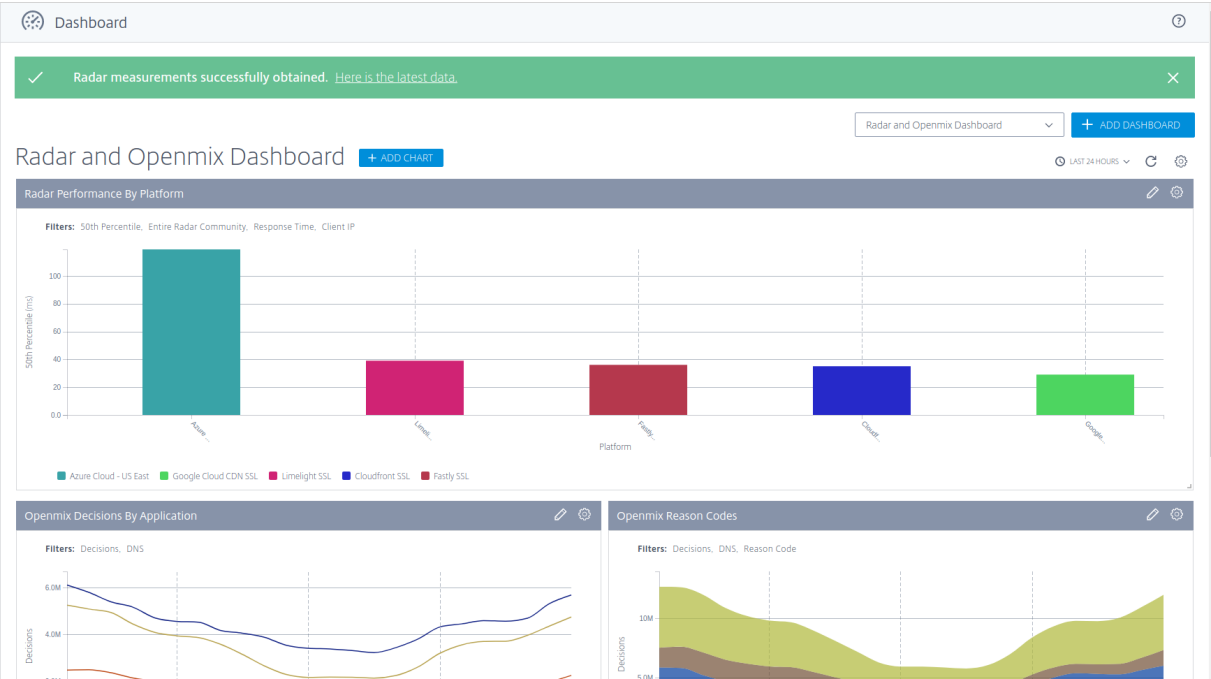 Dashboard
Radar measurements successfully obtained. Here is the latest data.
Radar and Openmix Dashboard
+ ADD DASHBOARD
Radar and Openmix Dashboard
+ ADD CHART
LAST 24 HOURS
Radar Performance By Platform
Filters: 50th Percentile, Entire Radar Community, Response Time, Client IP
100
80
60
40
20
0.0
50th Percentile (ms)
Azure ...
Limeli...
Fastly...
Cloudf...
Google...
Platform
Azure Cloud - US East Google Cloud CDN SSL Limelight SSL Cloudfront SSL Fastly SSL
Openmix Decisions By Application
Filters: Decisions, DNS
6.0M
4.0M
Decisions
Openmix Reason Codes
Filters: Decisions, DNS, Reason Code
10M
5.0M
Decisions